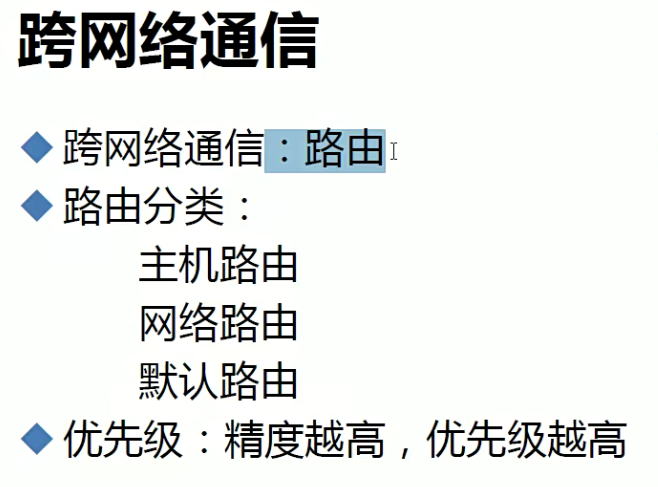 跨网络通信
跨网络通信：路由
路由分类：
主机路由
网络路由
默认路由
优先级：精度越高，优先级越高